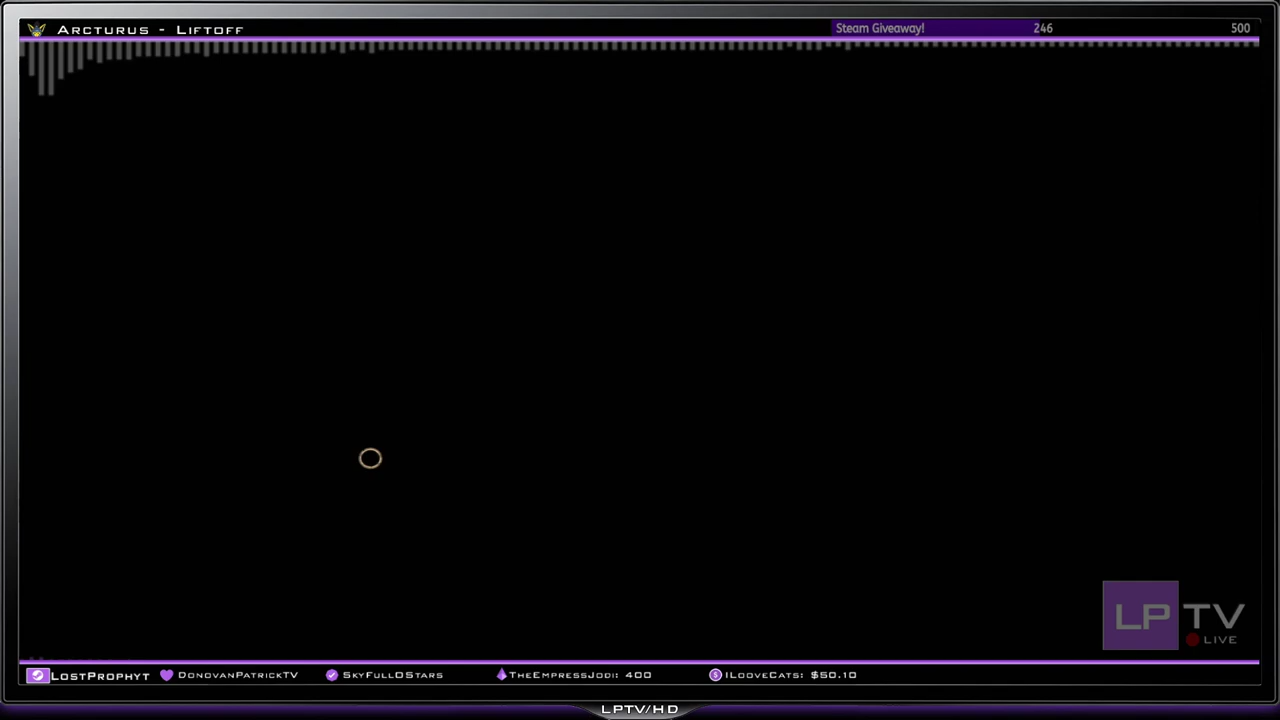 Arcturus - Liftoff
Steam Giveaway! 246 500
LP TV
LIVE
LostProphyt DonovanPatrickTV SkyFullOStars TheEmpressJodi: 400 ILooveCats: $50.10
LPTV/HD